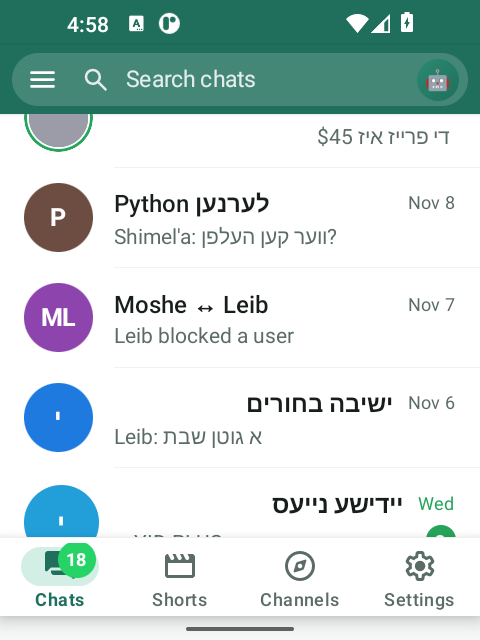 4:58
Search chats
די פרייז איז $45
P
Python לערנען
Nov 8
Shimel'a: ווער קען העלפן?
ML
Moshe ↔ Leib
Nov 7
Leib blocked a user
י
ישיבה בחורים
Nov 6
Leib: א גוטן שבת
י
יידישע נייעס
Wed
18
Chats
Shorts
Channels
Settings